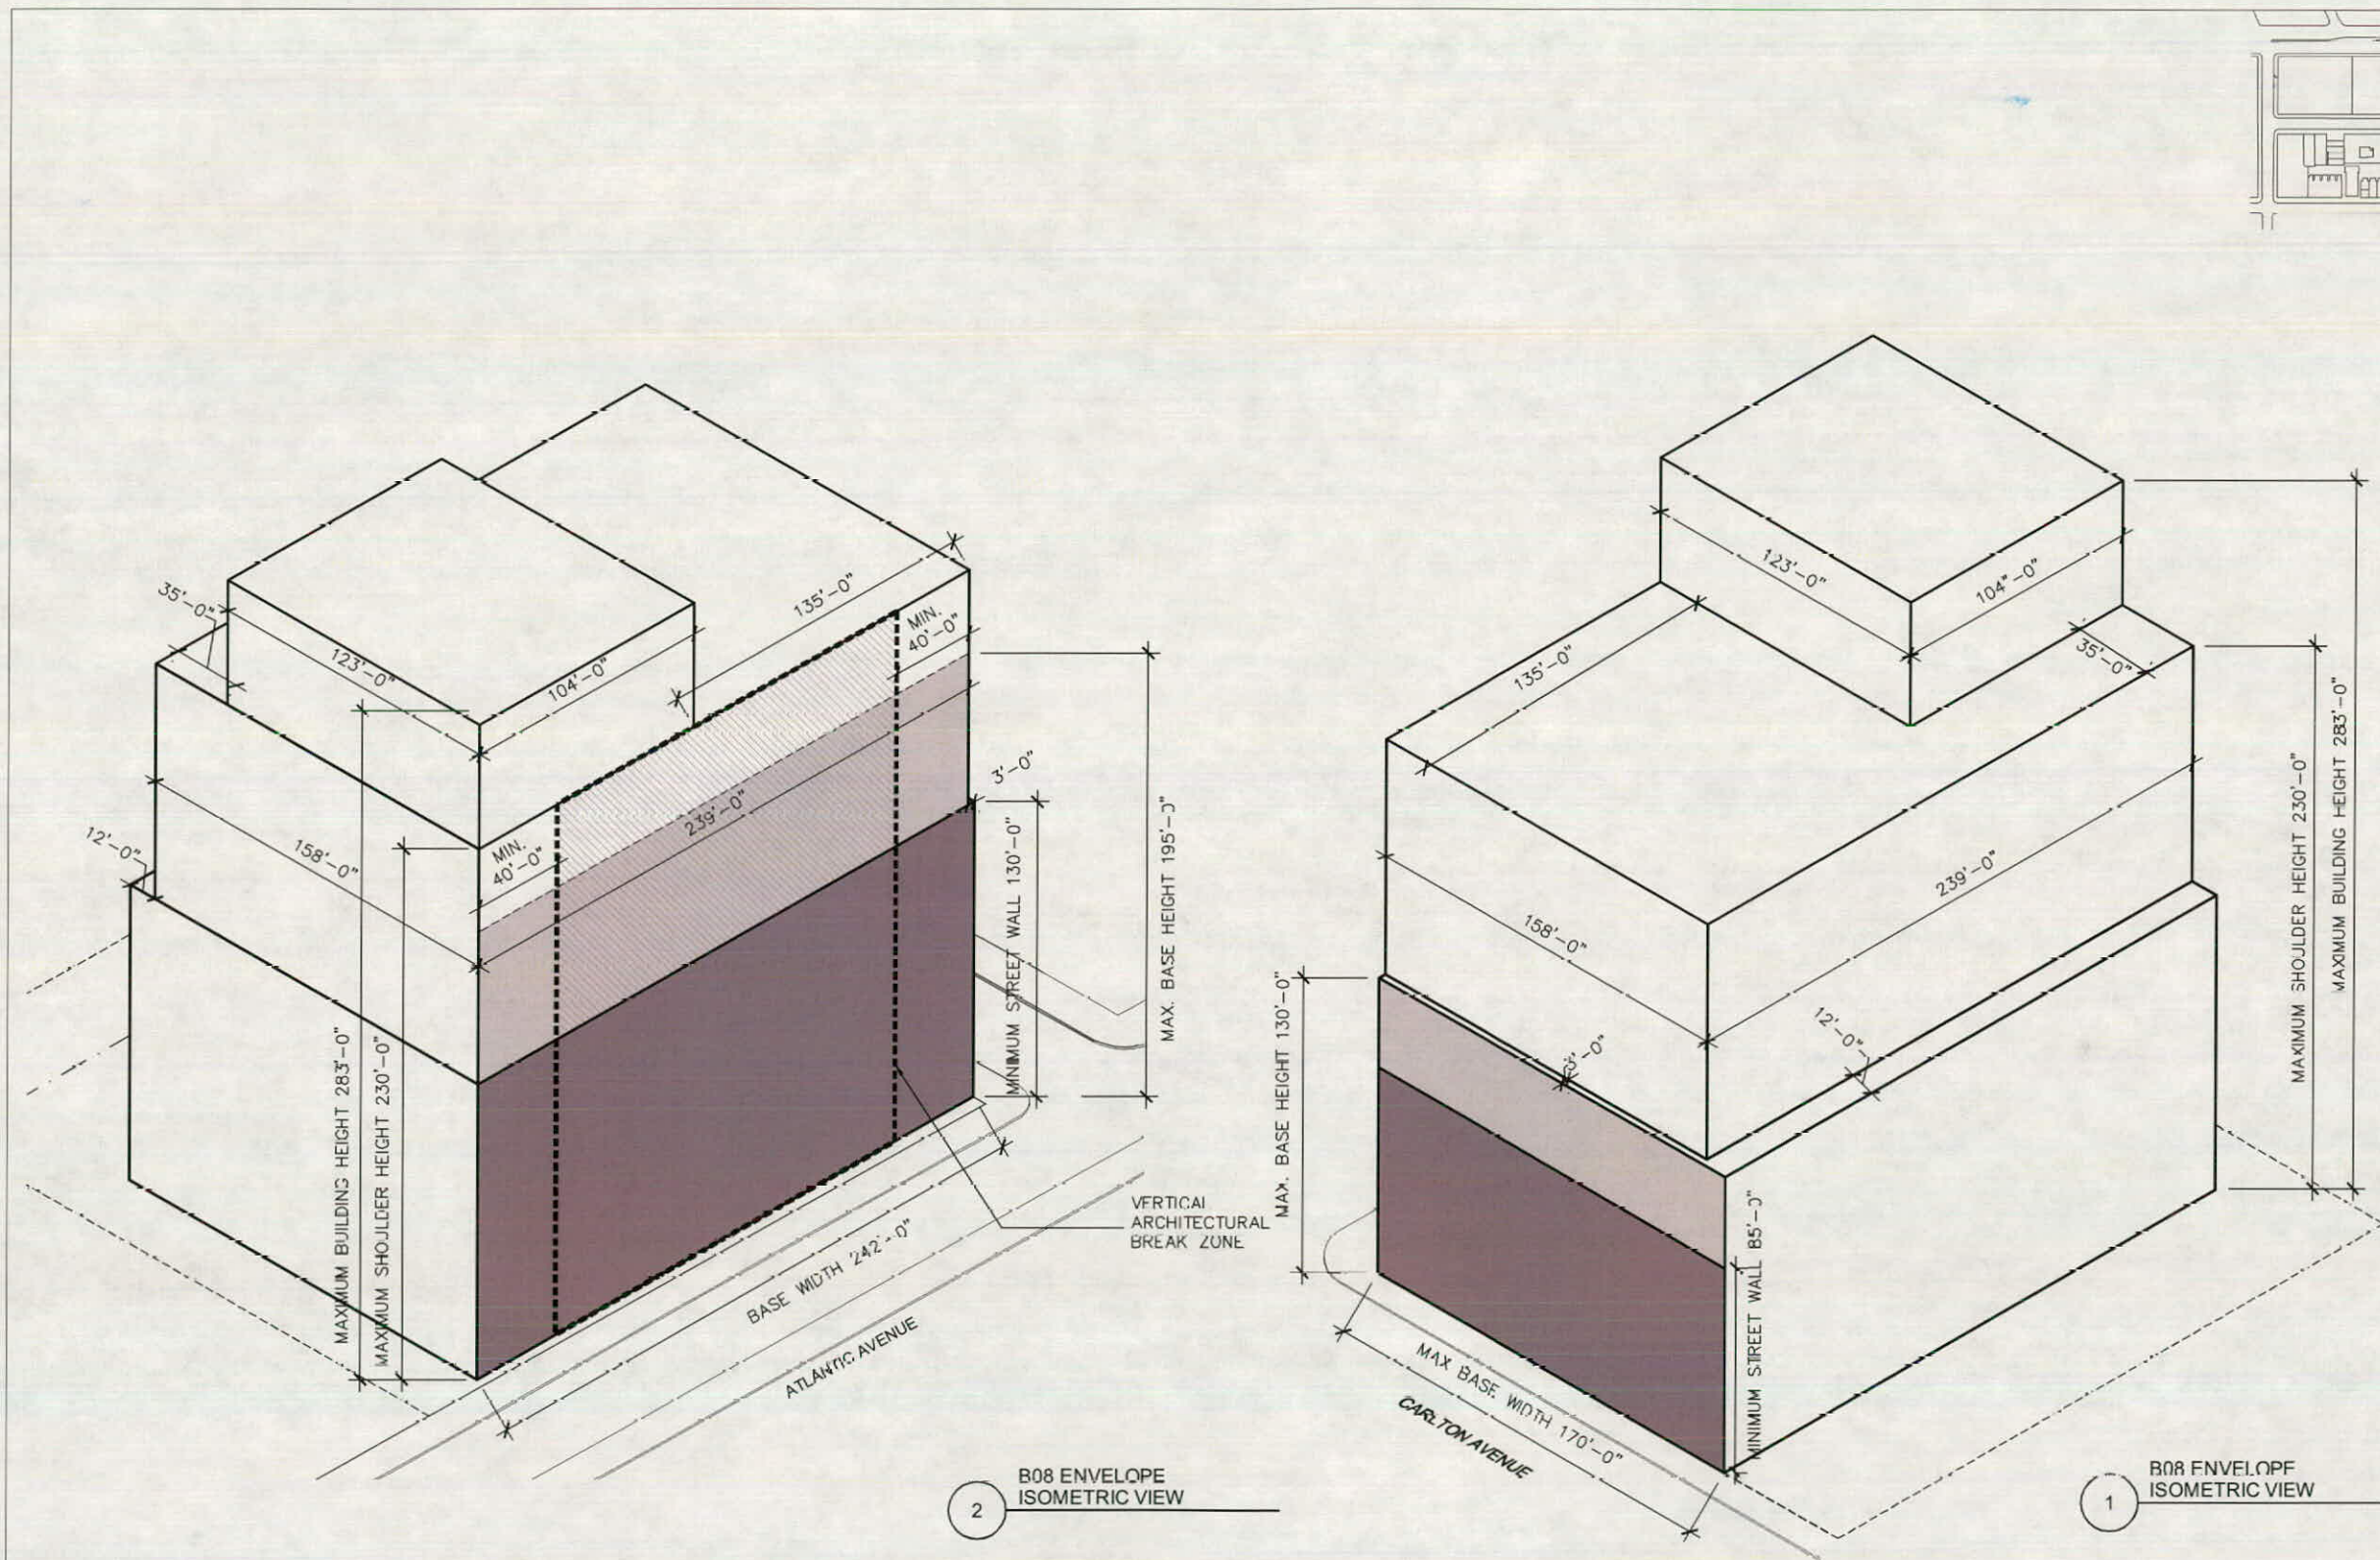 35'-0"
123'-0"
104'-0"
135'-0"
MIN.
40'-0"
3'-0"
12'-0"
158'-0"
MIN.
40'-0"
239'-0"
MAXIMUM BUILDING HEIGHT 283'-0"
MAXIMUM SHOULDER HEIGHT 230'-0"
MINIMUM STREET WALL 130'-0"
MAX. BASE HEIGHT 195'-0"
VERTICAL
ARCHITECTURAL
BREAK ZONE
BASE WIDTH 242'-0"
ATLANTIC AVENUE
2
B08 ENVELOPE
ISOMETRIC VIEW
123'-0"
104"-0"
135'-0"
35'-0"
158'-0"
239'-0"
12'-0"
3'-0"
MAX. BASE HEIGHT 130'-0"
MINIMUM STREET WALL 85'-0"
MAXIMUM SHOULDER HEIGHT 230'-0"
MAXIMUM BUILDING HEIGHT 283'-0"
MAX BASE WIDTH 170'-0"
CARLTON AVENUE
1
B08 ENVELOPE
ISOMETRIC VIEW